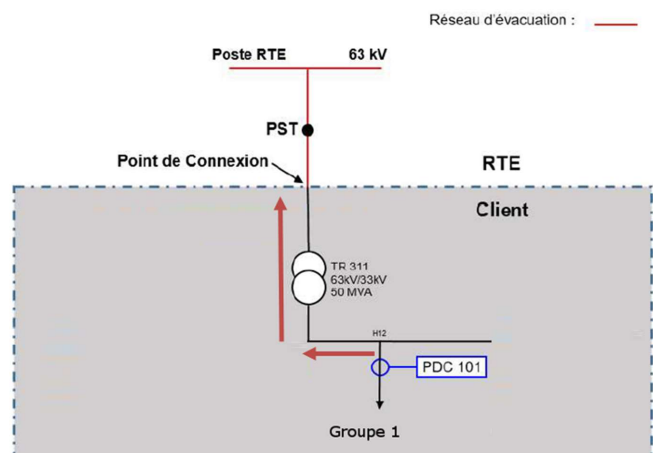 Réseau d'évacuation :
Poste RTE 63 kV
PST
Point de Connexion
RTE
Client
TR 311
63kV/33kV
50 MVA
H12
PDC 101
Groupe 1